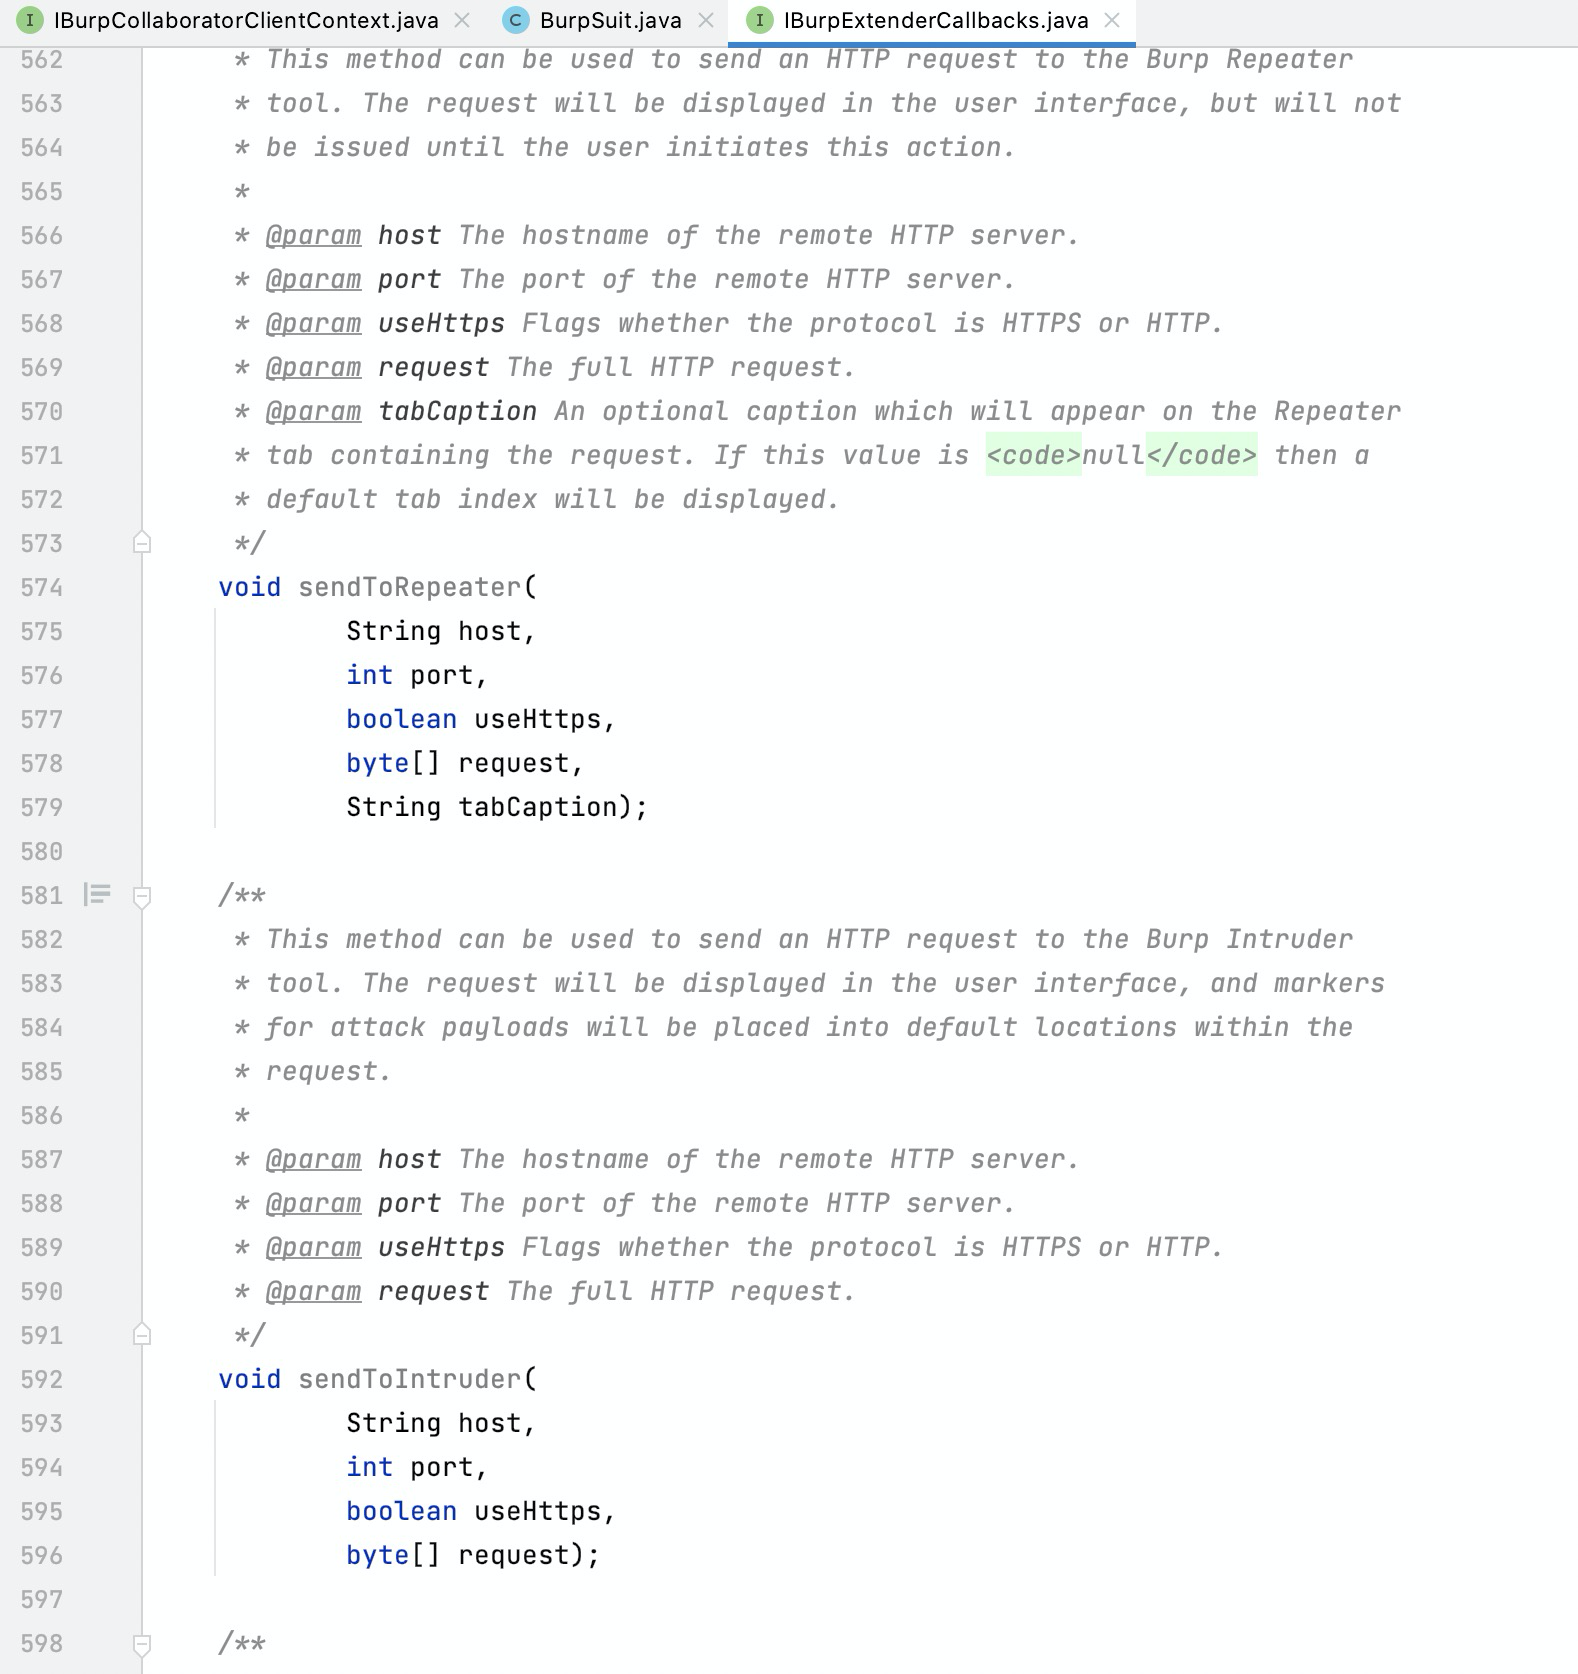 I IBurpCollaboratorClientContext.java × C BurpSuit.java × I IBurpExtenderCallbacks.java ×
562 * This method can be used to send an HTTP request to the Burp Repeater
563 * tool. The request will be displayed in the user interface, but will not
564 * be issued until the user initiates this action.
565 *
566 * @param host The hostname of the remote HTTP server.
567 * @param port The port of the remote HTTP server.
568 * @param useHttps Flags whether the protocol is HTTPS or HTTP.
569 * @param request The full HTTP request.
570 * @param tabCaption An optional caption which will appear on the Repeater
571 * tab containing the request. If this value is <code>null</code> then a
572 * default tab index will be displayed.
573 */
574 void sendToRepeater(
575 String host,
576 int port,
577 boolean useHttps,
578 byte[] request,
579 String tabCaption);
580
581 /**
582 * This method can be used to send an HTTP request to the Burp Intruder
583 * tool. The request will be displayed in the user interface, and markers
584 * for attack payloads will be placed into default locations within the
585 * request.
586 *
587 * @param host The hostname of the remote HTTP server.
588 * @param port The port of the remote HTTP server.
589 * @param useHttps Flags whether the protocol is HTTPS or HTTP.
590 * @param request The full HTTP request.
591 */
592 void sendToIntruder(
593 String host,
594 int port,
595 boolean useHttps,
596 byte[] request);
597
598 /**